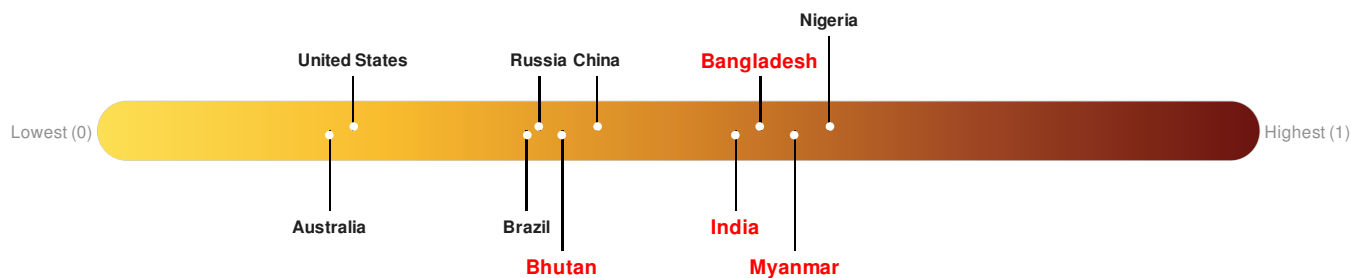 Nigeria
United States
Russia
China
Bangladesh
Lowest (0)
Highest (1)
Australia
Brazil
India
Bhutan
Myanmar